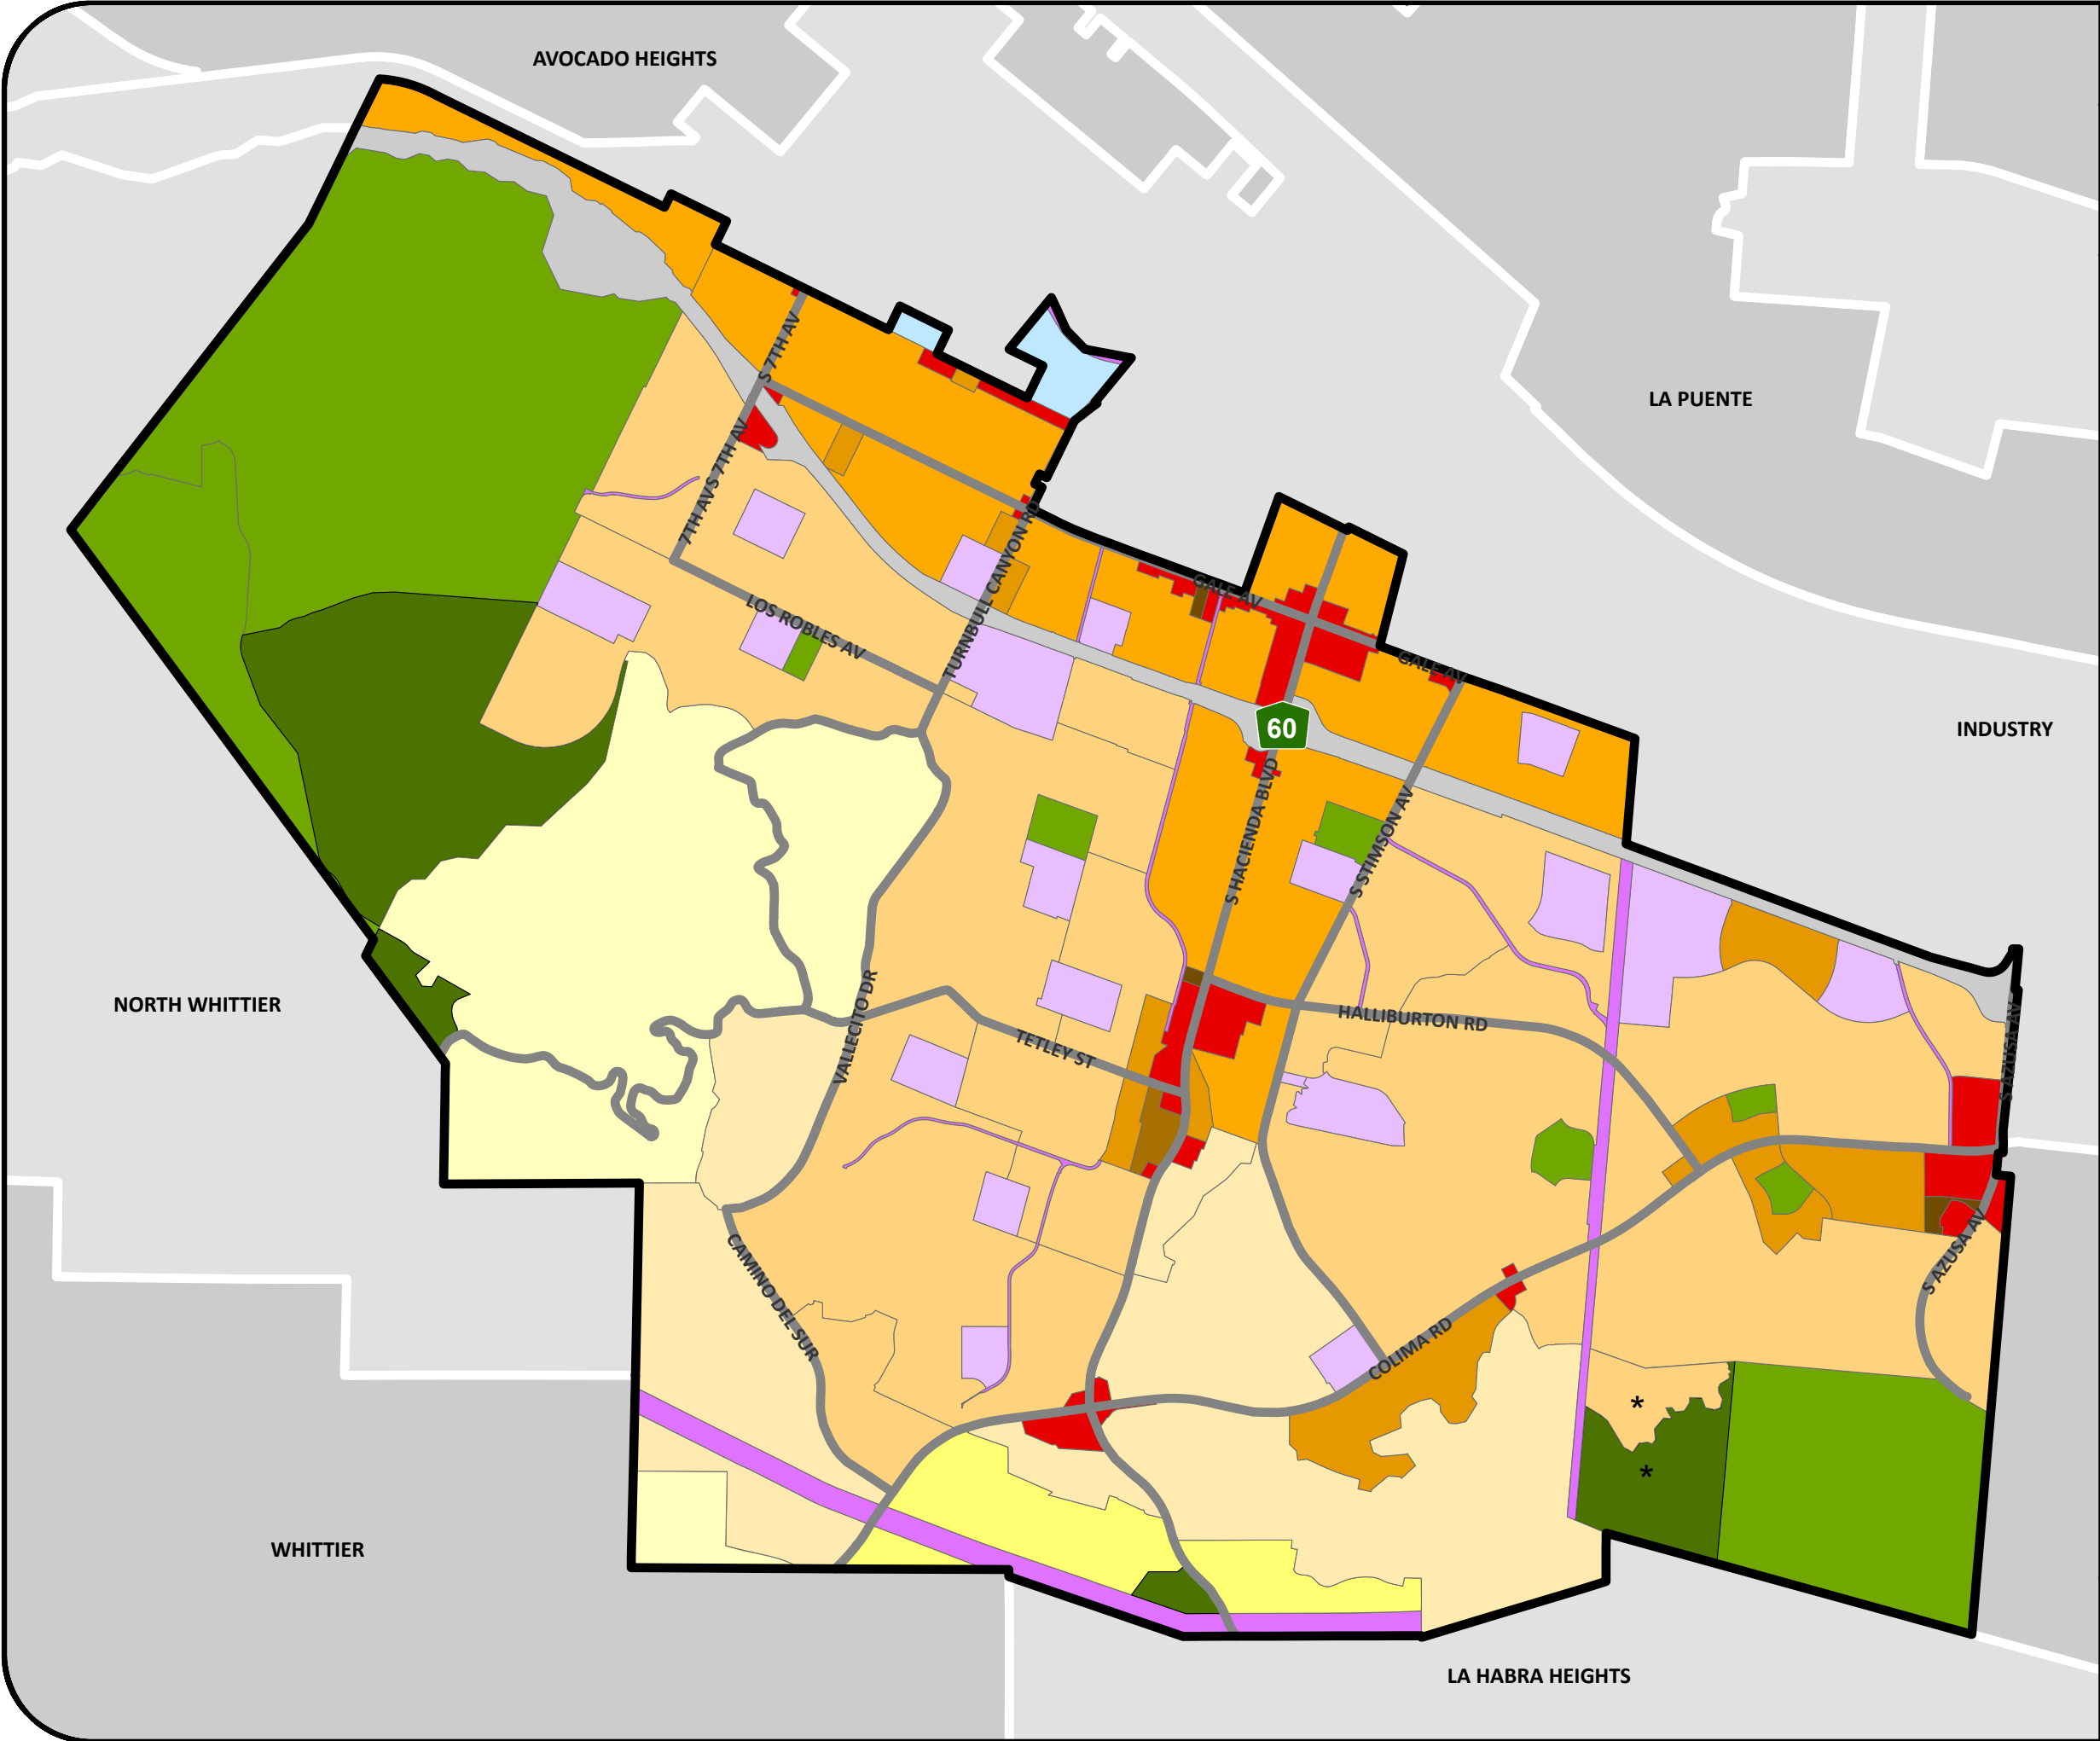 AVOCADO HEIGHTS
S 7TH AV
LA PUENTE
7TH AV
S 7TH AV
TURNBULL CANYON RD
GALE AV
LOS ROBLES AV
GALE AV
60
INDUSTRY
S HACIENDA BLVD
S STIMSON AV
NORTH WHITTIER
VALLECITO DR
TETLEY ST
HALLIBURTON RD
S AZUSA AV
CAMINO DEL SUR
S AZUSA AV
COLIMA RD
*
*
WHITTIER
LA HABRA HEIGHTS